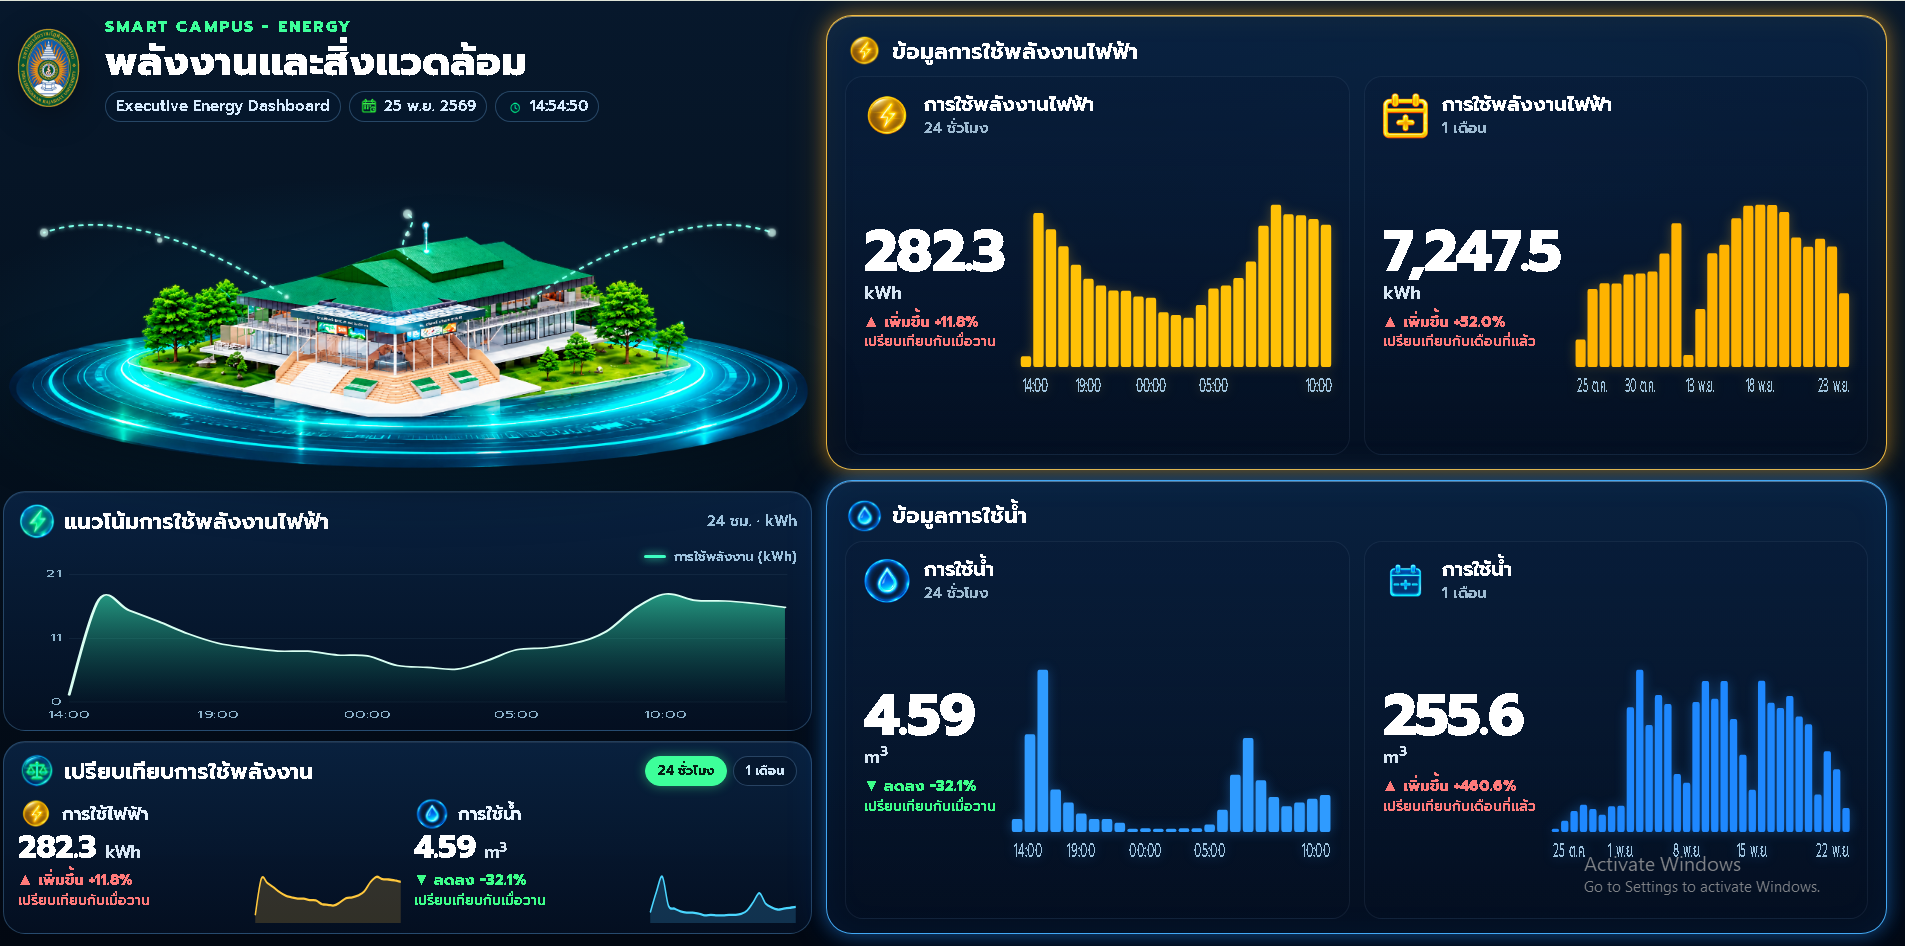 SMART CAMPUS - ENERGY
พลังงานและสิ่งแวดล้อม
Executive Energy Dashboard
25 พ.ย. 2569
14:54:50
แนวโน้มการใช้พลังงานไฟฟ้า
24 ชม. · kWh
การใช้พลังงาน (kWh)
21
11
0
14:00 19:00 00:00 05:00 10:00
เปรียบเทียบการใช้พลังงาน
24 ชั่วโมง
1 เดือน
การใช้ไฟฟ้า
282.3 kWh
▲ เพิ่มขึ้น +11.8%
เปรียบเทียบกับเมื่อวาน
การใช้น้ำ
4.59 m³
▼ ลดลง -32.1%
เปรียบเทียบกับเมื่อวาน
ข้อมูลการใช้พลังงานไฟฟ้า
การใช้พลังงานไฟฟ้า
24 ชั่วโมง
282.3
kWh
▲ เพิ่มขึ้น +11.8%
เปรียบเทียบกับเมื่อวาน
14:00 19:00 00:00 05:00 10:00
การใช้พลังงานไฟฟ้า
1 เดือน
7,247.5
kWh
▲ เพิ่มขึ้น +52.0%
เปรียบเทียบกับเดือนที่แล้ว
25 ต.ค. 30 ต.ค. 13 พ.ย. 18 พ.ย. 23 พ.ย.
ข้อมูลการใช้น้ำ
การใช้น้ำ
24 ชั่วโมง
4.59
m³
▼ ลดลง -32.1%
เปรียบเทียบกับเมื่อวาน
14:00 19:00 00:00 05:00 10:00
การใช้น้ำ
1 เดือน
255.6
m³
▲ เพิ่มขึ้น +460.6%
เปรียบเทียบกับเดือนที่แล้ว
25 ต.ค. 1 พ.ย. 8 พ.ย. 15 พ.ย. 22 พ.ย.
Activate Windows
Go to Settings to activate Windows.